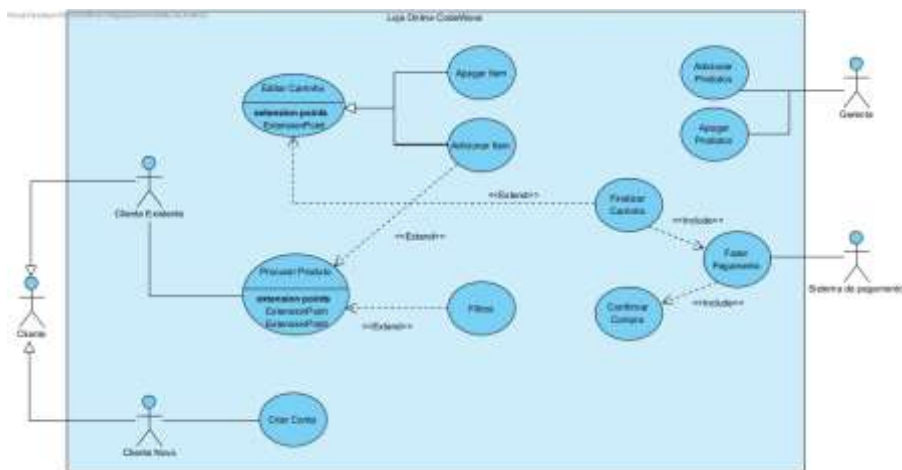 Loja Online CodeWave
Editar Carrinho
extension points
ExtensionPoint
Apagar Item
Adicionar Item
Adicionar
Produtos
Apagar
Produtos
Gerente
Cliente Existente
<<Extend>>
Finalizar
Carrinho
<<Extend>>
<<Include>>
Procurar Produto
extension points
ExtensionPoint
ExtensionPoint
Fazer
Pagamento
Sistema de pagamento
Cliente
Filtros
<<Extend>>
Confirmar
Compra
<<Include>>
Criar Conta
Cliente Novo